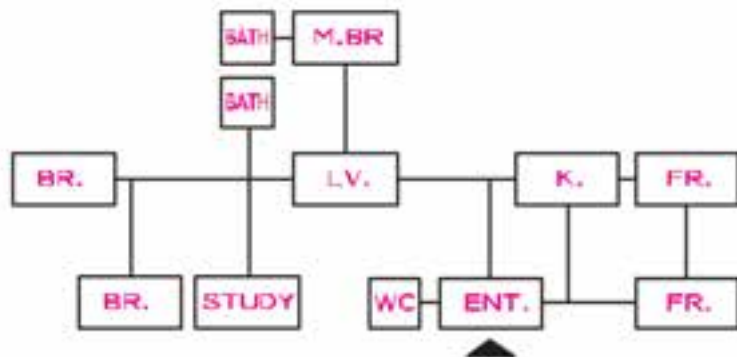 BATH M.BR
BATH
BR. LV. K. FR.
BR. STUDY WC ENT. FR.